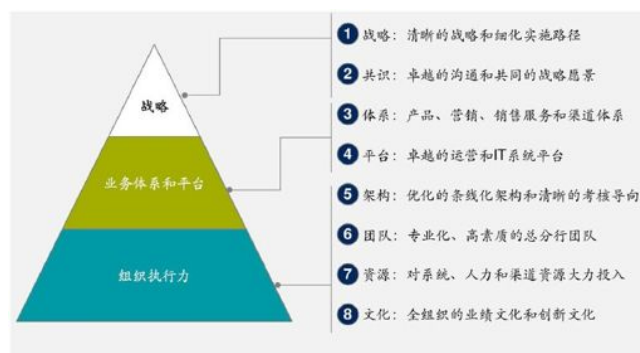 战略
业务体系和平台
组织执行力
1 战略：清晰的战略和细化实施路径
2 共识：卓越的沟通和共同的战略愿景
3 体系：产品、营销、销售服务和渠道体系
4 平台：卓越的运营和IT系统平台
5 架构：优化的条线化架构和清晰的考核导向
6 团队：专业化、高素质的总分行团队
7 资源：对系统、人力和渠道资源大力投入
8 文化：全组织的业绩文化和创新文化